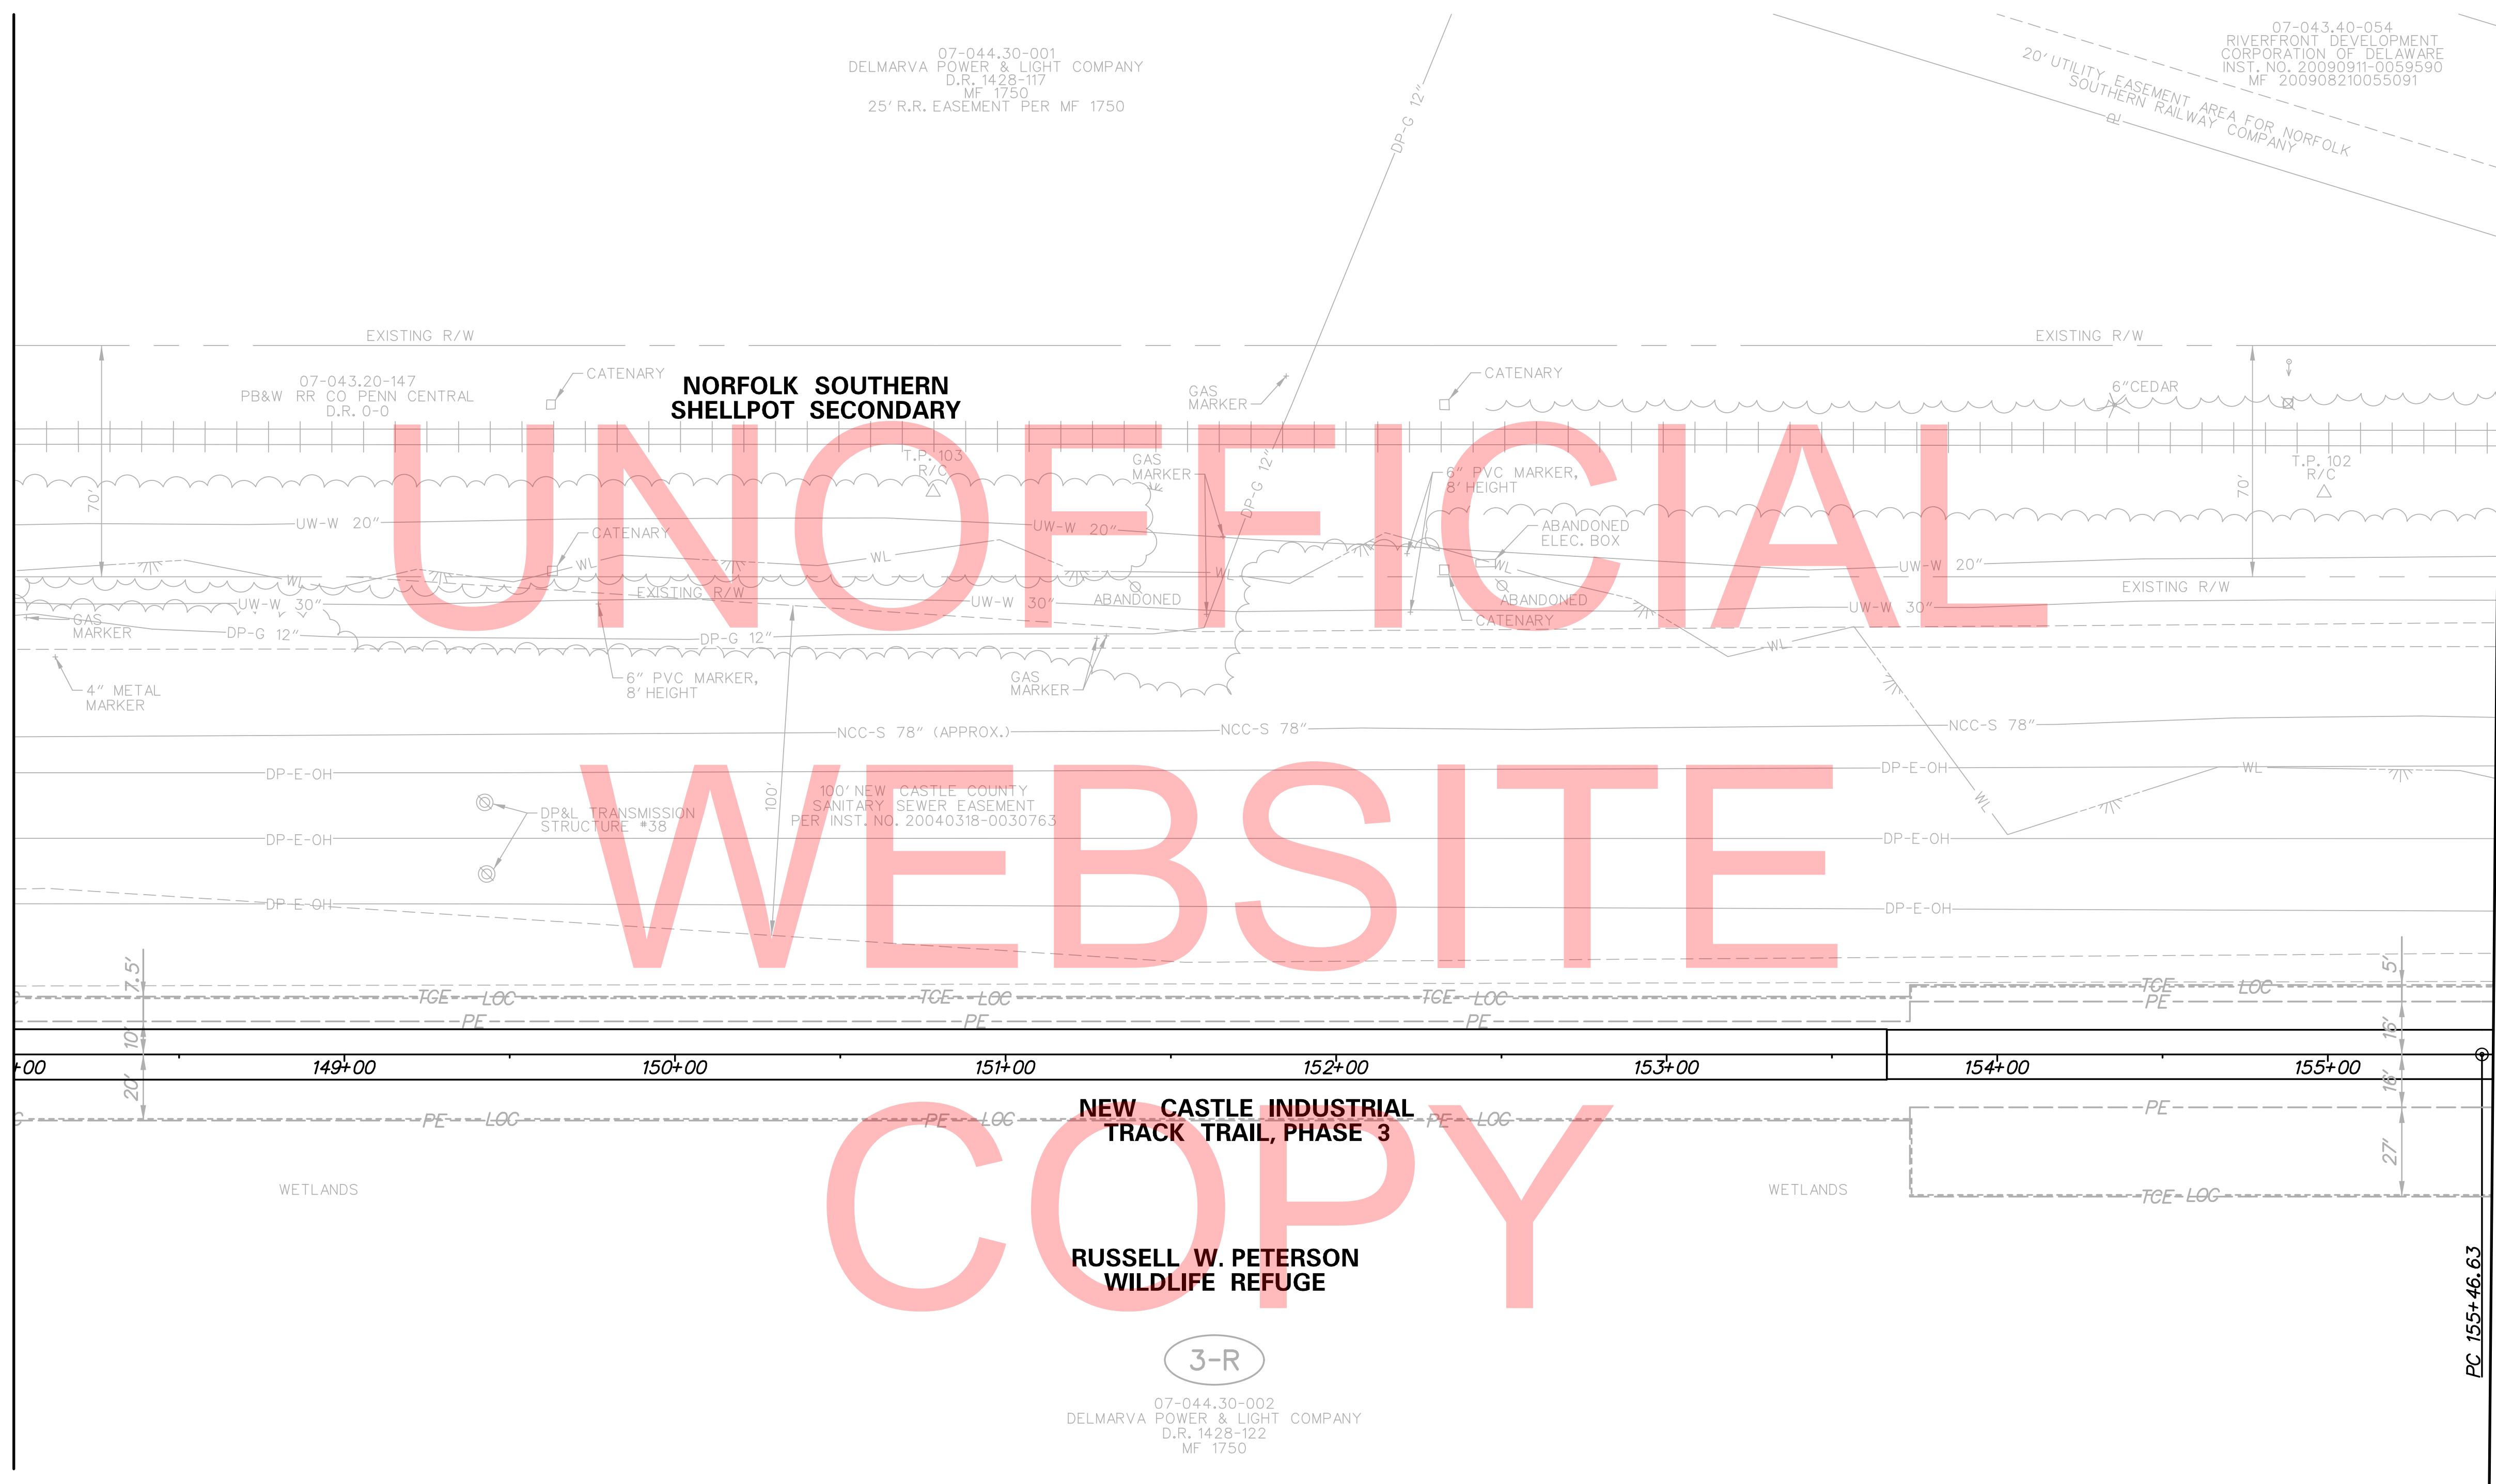 07-044.30-001
DELMARVA POWER & LIGHT COMPANY
D.R. 1428-117
MF 1750
25' R.R. EASEMENT PER MF 1750
07-043.40-054
RIVERFRONT DEVELOPMENT
CORPORATION OF DELAWARE
INST. NO. 20090911-0059590
MF 200908210055091
20' UTILITY EASEMENT AREA FOR NORFOLK
SOUTHERN RAILWAY COMPANY
DP-G 12"
EXISTING R/W
EXISTING R/W
07-043.20-147
PB&W RR CO PENN CENTRAL
D.R. 0-0
CATENARY
NORFOLK SOUTHERN
SHELLPOT SECONDARY
GAS
MARKER
CATENARY
6" CEDAR
UNOFFICIAL
T.P. 103
R/C
GAS
MARKER
DP-G 12"
6" PVC MARKER,
8' HEIGHT
T.P. 102
R/C
70'
70'
UW-W 20"
UW-W 20"
CATENARY
ABANDONED
ELEC. BOX
WL
WL
WL
WL
WL
UW-W 20"
EXISTING R/W
EXISTING R/W
ABANDONED
ABANDONED
UW-W 30"
UW-W 30"
UW-W 30"
GAS
MARKER
CATENARY
DP-G 12"
DP-G 12"
WL
4" METAL
MARKER
6" PVC MARKER,
8' HEIGHT
GAS
MARKER
NCC-S 78" (APPROX.)
NCC-S 78"
NCC-S 78"
WEBSITE
DP-E-OH
DP-E-OH
WL
WL
100'
100' NEW CASTLE COUNTY
SANITARY SEWER EASEMENT
PER INST. NO. 20040318-0030763
DP&L TRANSMISSION
STRUCTURE #38
DP-E-OH
DP-E-OH
DP-E-OH
DP-E-OH
7.5'
5'
TCE LOC
TCE LOC
TCE LOC
TCE LOC
PE
PE
PE
PE
10'
16'
+00
149+00
150+00
151+00
152+00
153+00
154+00
155+00
20'
16'
COPY
NEW CASTLE INDUSTRIAL
TRACK TRAIL, PHASE 3
PE LOC
PE LOC
PE LOC
PE
27'
TCE LOC
WETLANDS
WETLANDS
RUSSELL W. PETERSON
WILDLIFE REFUGE
PC 155+46.63
3-R
07-044.30-002
DELMARVA POWER & LIGHT COMPANY
D.R. 1428-122
MF 1750